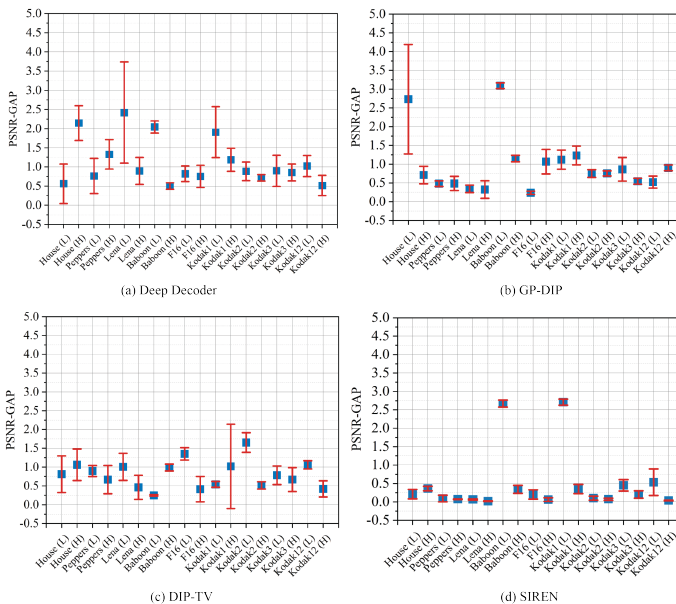 5.0
4.5
4.0
3.5
3.0
2.5
2.0
1.5
1.0
0.5
0.0
-0.5
PSNR-GAP
House (L)
House (H)
Peppers (L)
Peppers (H)
Lena (L)
Lena (H)
Baboon (L)
Baboon (H)
F16 (L)
F16 (H)
Kodak1 (L)
Kodak1 (H)
Kodak2 (L)
Kodak2 (H)
Kodak3 (L)
Kodak3 (H)
Kodak12 (L)
Kodak12 (H)
(a) Deep Decoder
5.0
4.5
4.0
3.5
3.0
2.5
2.0
1.5
1.0
0.5
0.0
-0.5
PSNR-GAP
House (L)
House (H)
Peppers (L)
Peppers (H)
Lena (L)
Lena (H)
Baboon (L)
Baboon (H)
F16 (L)
F16 (H)
Kodak1 (L)
Kodak1 (H)
Kodak2 (L)
Kodak2 (H)
Kodak3 (L)
Kodak3 (H)
Kodak12 (L)
Kodak12 (H)
(b) GP-DIP
5.0
4.5
4.0
3.5
3.0
2.5
2.0
1.5
1.0
0.5
0.0
-0.5
PSNR-GAP
House (L)
House (H)
Peppers (L)
Peppers (H)
Lena (L)
Lena (H)
Baboon (L)
Baboon (H)
F16 (L)
F16 (H)
Kodak1 (L)
Kodak1 (H)
Kodak2 (L)
Kodak2 (H)
Kodak3 (L)
Kodak3 (H)
Kodak12 (L)
Kodak12 (H)
(c) DIP-TV
5.0
4.5
4.0
3.5
3.0
2.5
2.0
1.5
1.0
0.5
0.0
-0.5
PSNR-GAP
House (L)
House (H)
Peppers (L)
Peppers (H)
Lena (L)
Lena (H)
Baboon (L)
Baboon (H)
F16 (L)
F16 (H)
Kodak1 (L)
Kodak1 (H)
Kodak2 (L)
Kodak2 (H)
Kodak3 (L)
Kodak3 (H)
Kodak12 (L)
Kodak12 (H)
(d) SIREN